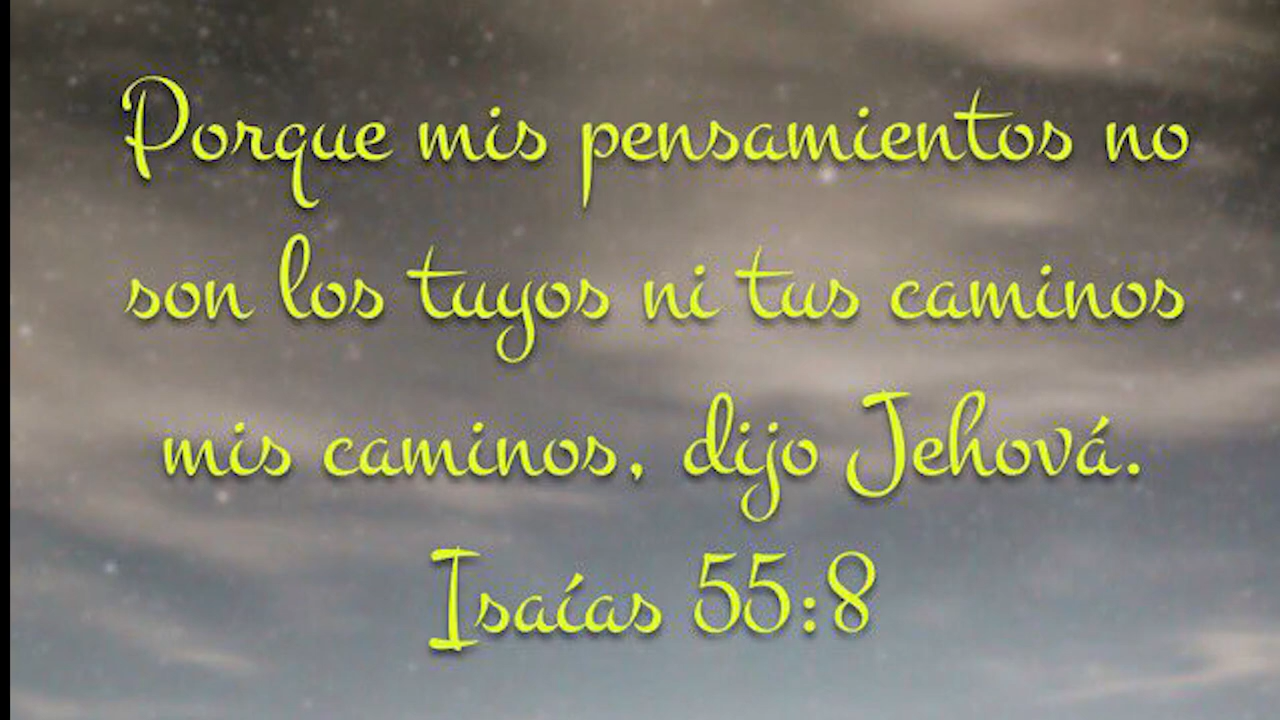 Porque mis pensamientos no
son los tuyos ni tus caminos
mis caminos, dijo Jehová.
Isaías 55:8